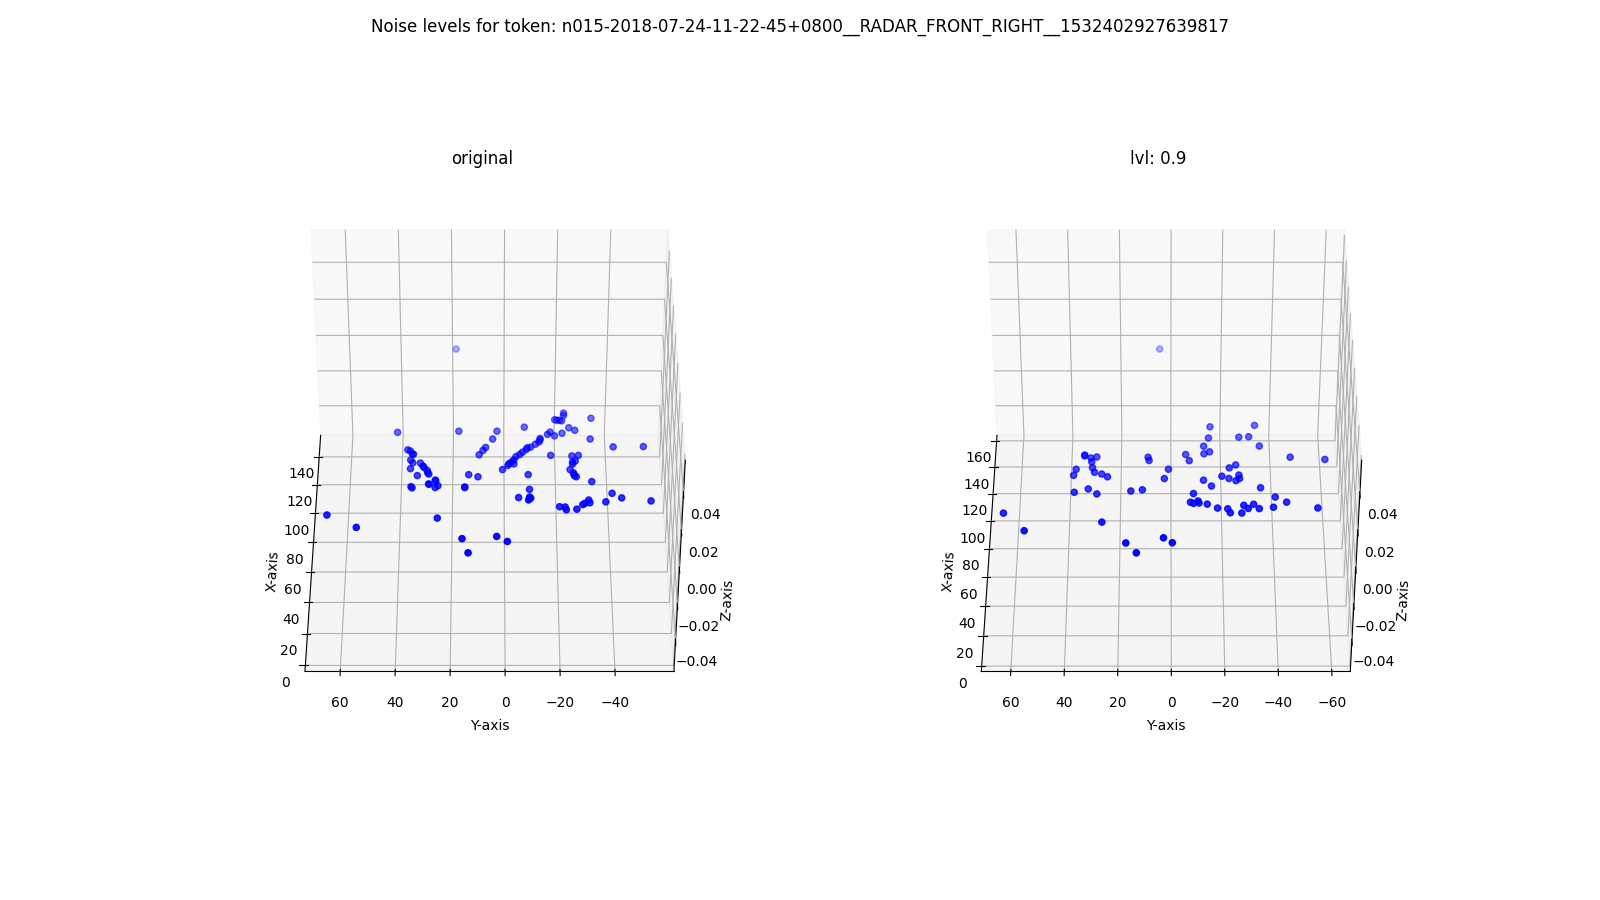 Noise levels for token: n015-2018-07-24-11-22-45+0800__RADAR_FRONT_RIGHT__1532402927639817
original
140
120
100
80
60
40
20
0
X-axis
60 40 20 0 −20 −40
Y-axis
0.04
0.02
0.00
−0.02
−0.04
Z-axis
lvl: 0.9
160
140
120
100
80
60
40
20
0
X-axis
60 40 20 0 −20 −40 −60
Y-axis
0.04
0.02
0.00
−0.02
−0.04
Z-axis